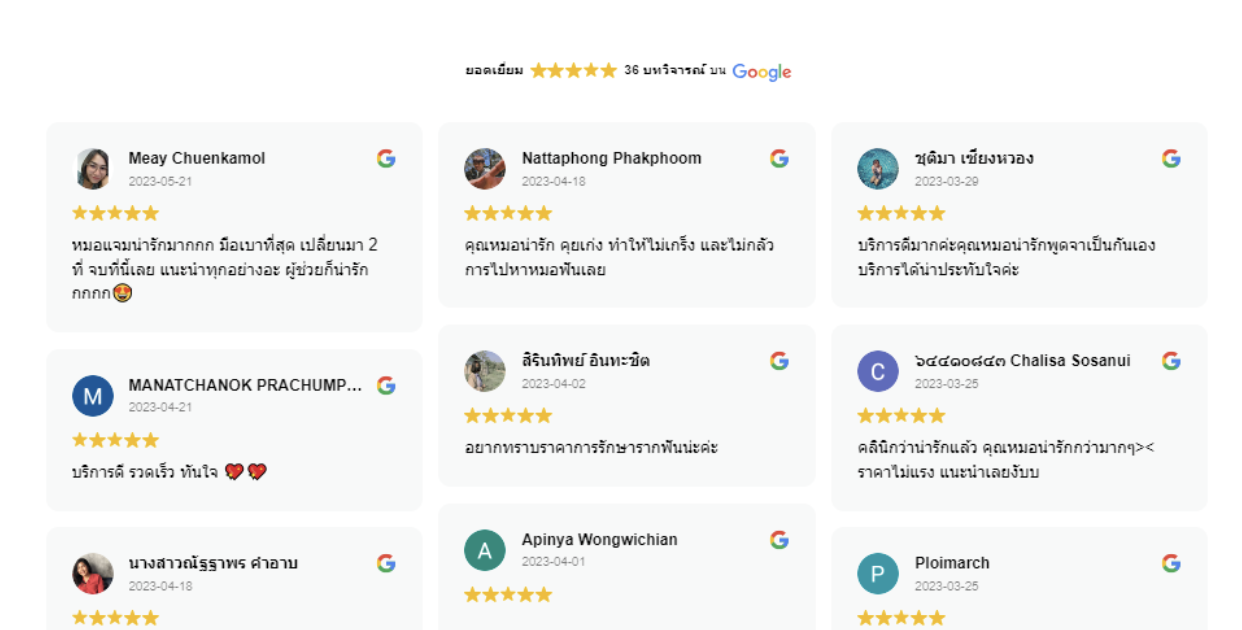 ยอดเยี่ยม 36 บทวิจารณ์ บน Google
Meay Chuenkamol
2023-05-21
หมอแจมน่ารักมากกก มือเบาที่สุด เปลี่ยนมา 2
ที่ จบที่นี้เลย แนะนำทุกอย่างอะ ผู้ช่วยก็น่ารัก
กกกก😍
MANATCHANOK PRACHUMP...
2023-04-21
บริการดี รวดเร็ว ทันใจ 💖 💖
นางสาวณัฐฐาพร คำอาบ
2023-04-18
Nattaphong Phakphoom
2023-04-18
คุณหมอน่ารัก คุยเก่ง ทำให้ไม่เกร็ง และไม่กลัว
การไปหาหมอฟันเลย
สิรินทิพย์ อินทะชิต
2023-04-02
อยากทราบราคาการรักษารากฟันน่ะค่ะ
A
Apinya Wongwichian
2023-04-01
ชุติมา เซียงหวอง
2023-03-29
บริการดีมากค่ะคุณหมอน่ารักพูดจาเป็นกันเอง
บริการได้น่าประทับใจค่ะ
C
๖๔๔๑๐๘๔๓ Chalisa Sosanui
2023-03-25
คลินิกว่าน่ารักแล้ว คุณหมอน่ารักกว่ามากๆ><
ราคาไม่แรง แนะนำเลยงับบ
P
Ploimarch
2023-03-25
M